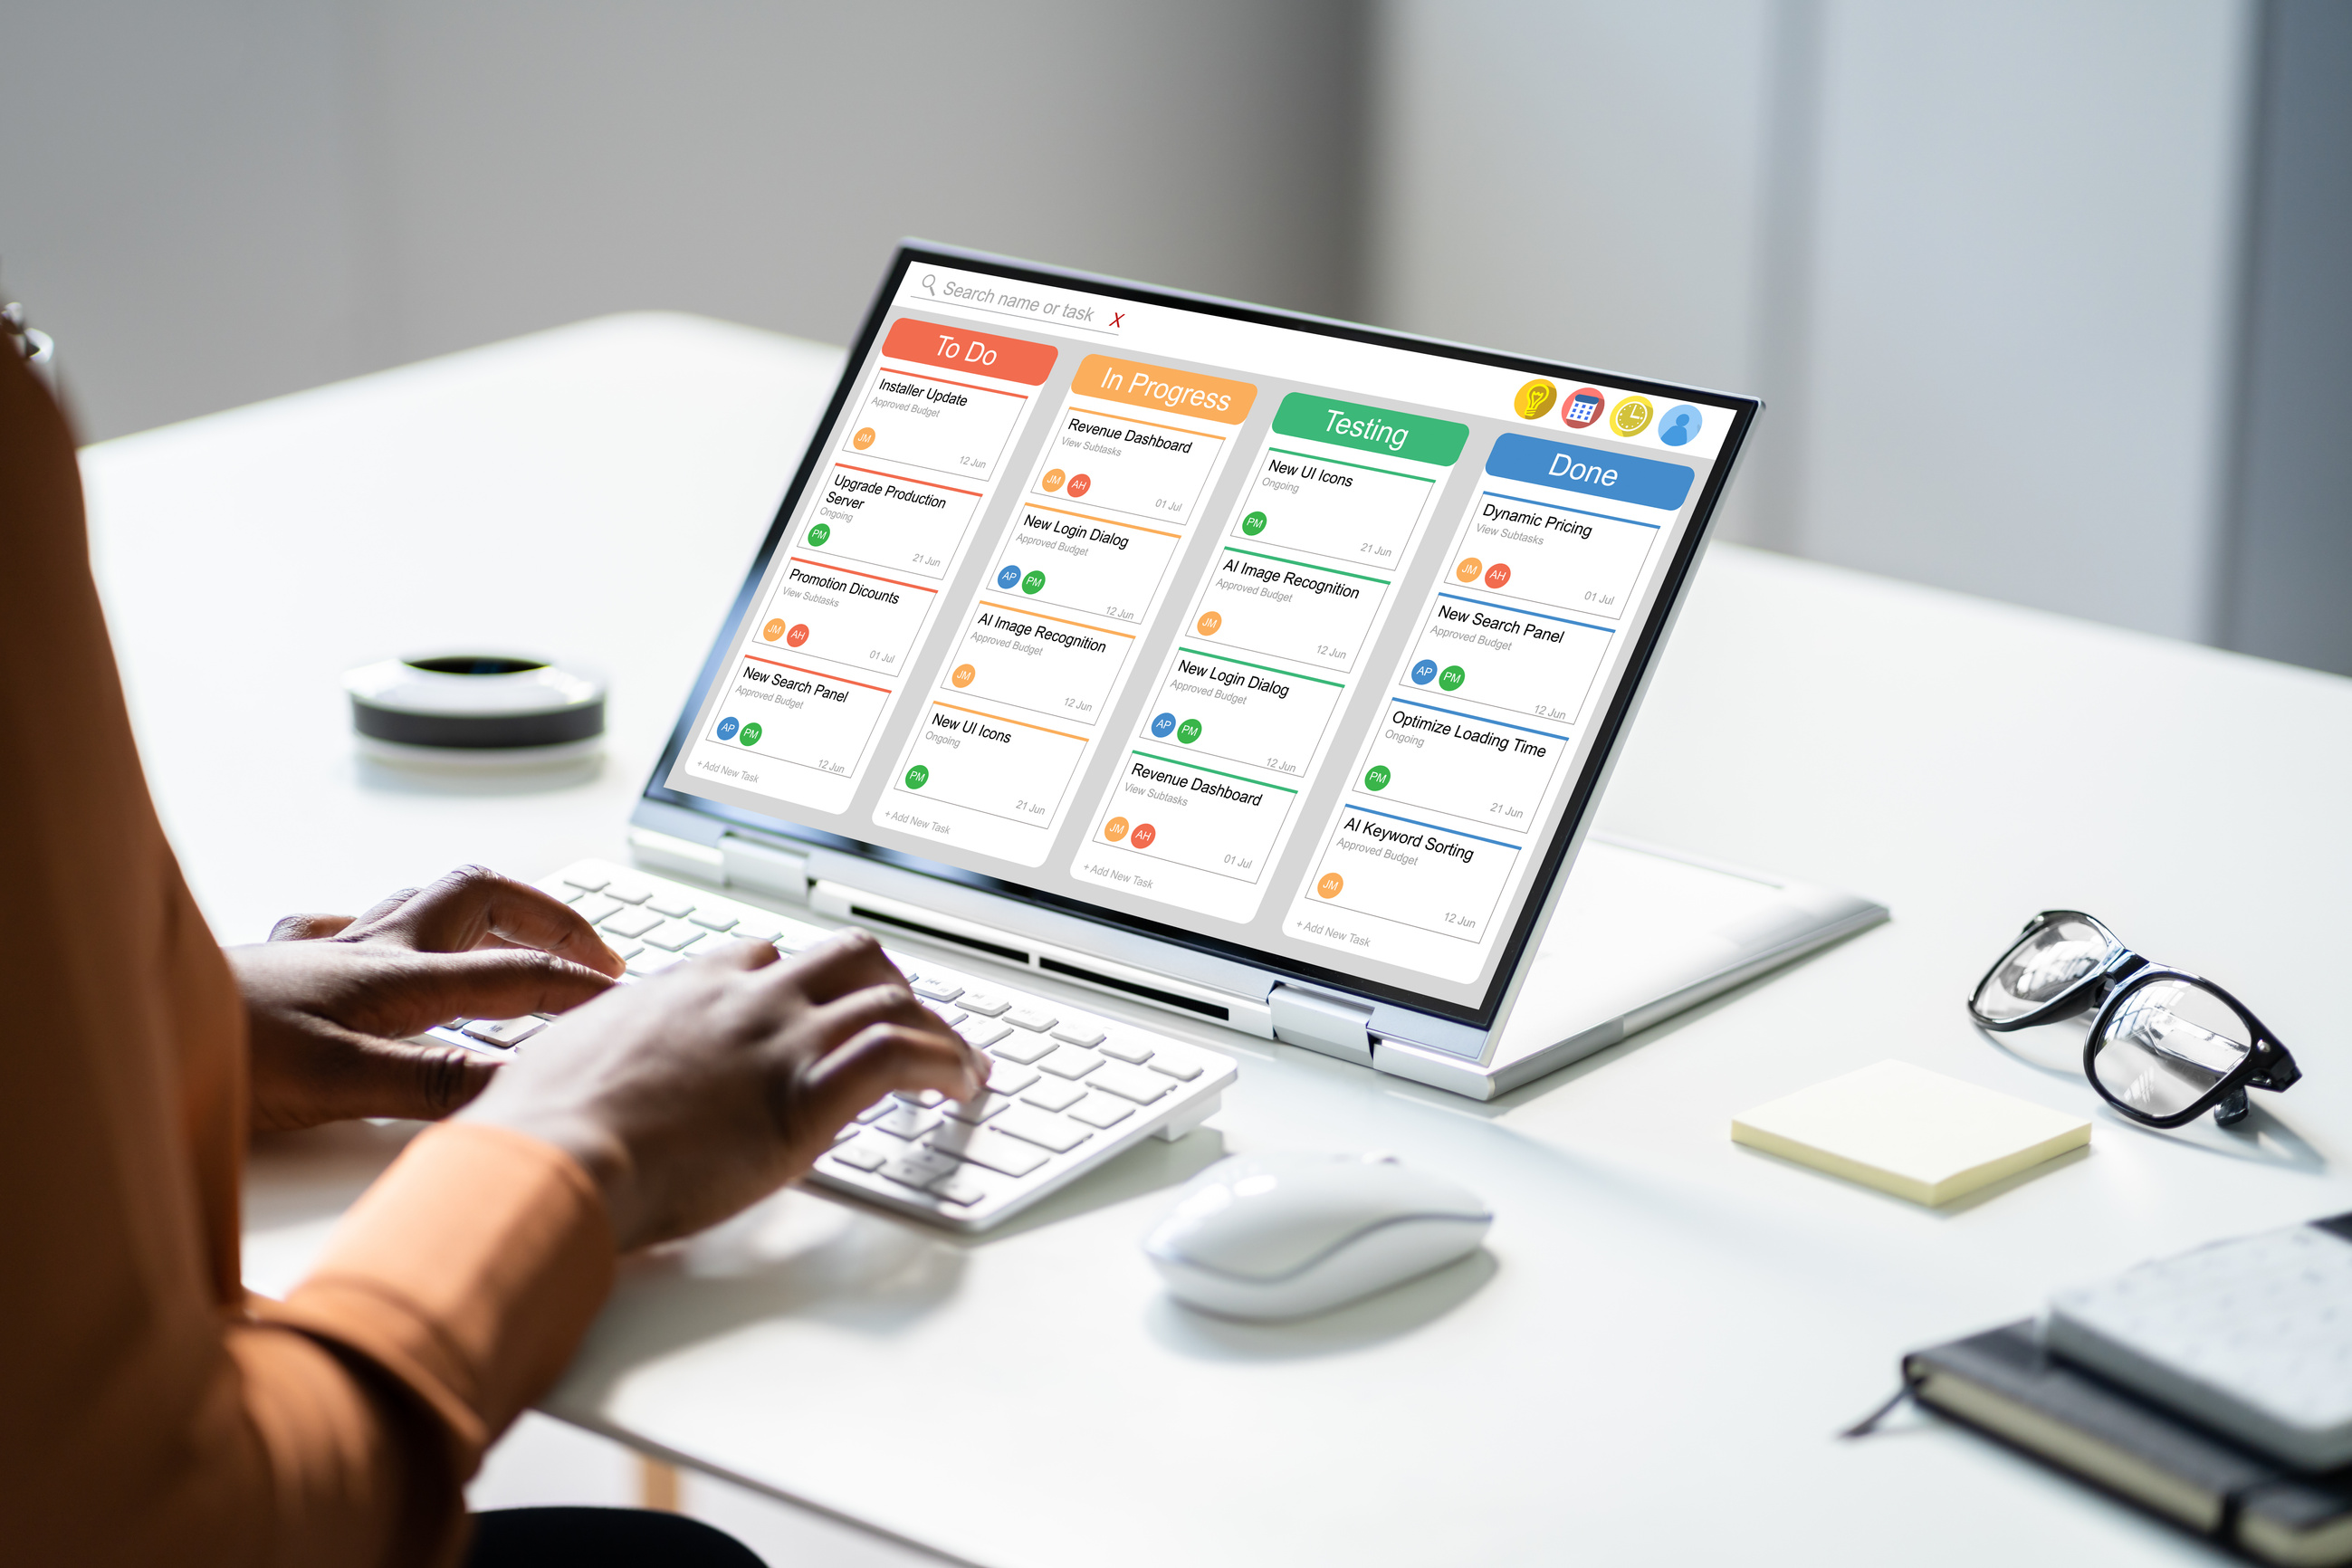 Search name or task X
To Do
Installer Update
Approved Budget
JM
12 Jun
Upgrade Production
Server
Ongoing
PM
21 Jun
Promotion Dicounts
View Subtasks
JM AH
01 Jul
New Search Panel
Approved Budget
AP PM
12 Jun
+ Add New Task
In Progress
Revenue Dashboard
View Subtasks
JM AH
01 Jul
New Login Dialog
Approved Budget
AP PM
12 Jun
AI Image Recognition
Approved Budget
JM
12 Jun
New UI Icons
Ongoing
PM
21 Jun
+ Add New Task
Testing
New UI Icons
Ongoing
PM
21 Jun
AI Image Recognition
Approved Budget
JM
12 Jun
New Login Dialog
Approved Budget
AP PM
12 Jun
Revenue Dashboard
View Subtasks
JM AH
01 Jul
+ Add New Task
Done
Dynamic Pricing
View Subtasks
JM AH
01 Jul
New Search Panel
Approved Budget
AP PM
12 Jun
Optimize Loading Time
Ongoing
PM
21 Jun
AI Keyword Sorting
Approved Budget
JM
12 Jun
+ Add New Task